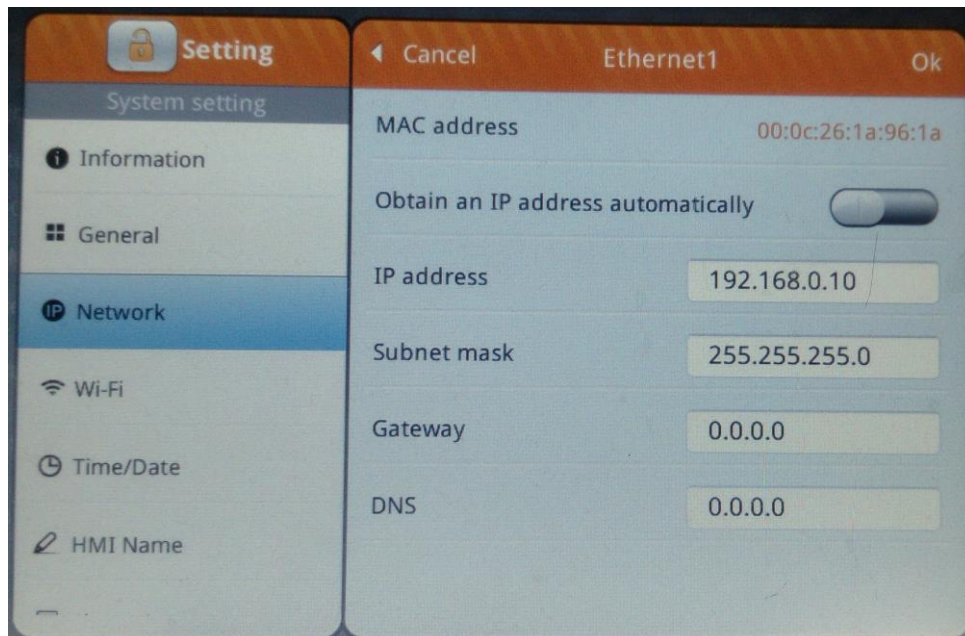 Setting
System setting
Information
General
IP Network
Wi-Fi
Time/Date
HMI Name
Cancel Ethernet1 Ok
MAC address 00:0c:26:1a:96:1a
Obtain an IP address automatically
IP address 192.168.0.10
Subnet mask 255.255.255.0
Gateway 0.0.0.0
DNS 0.0.0.0